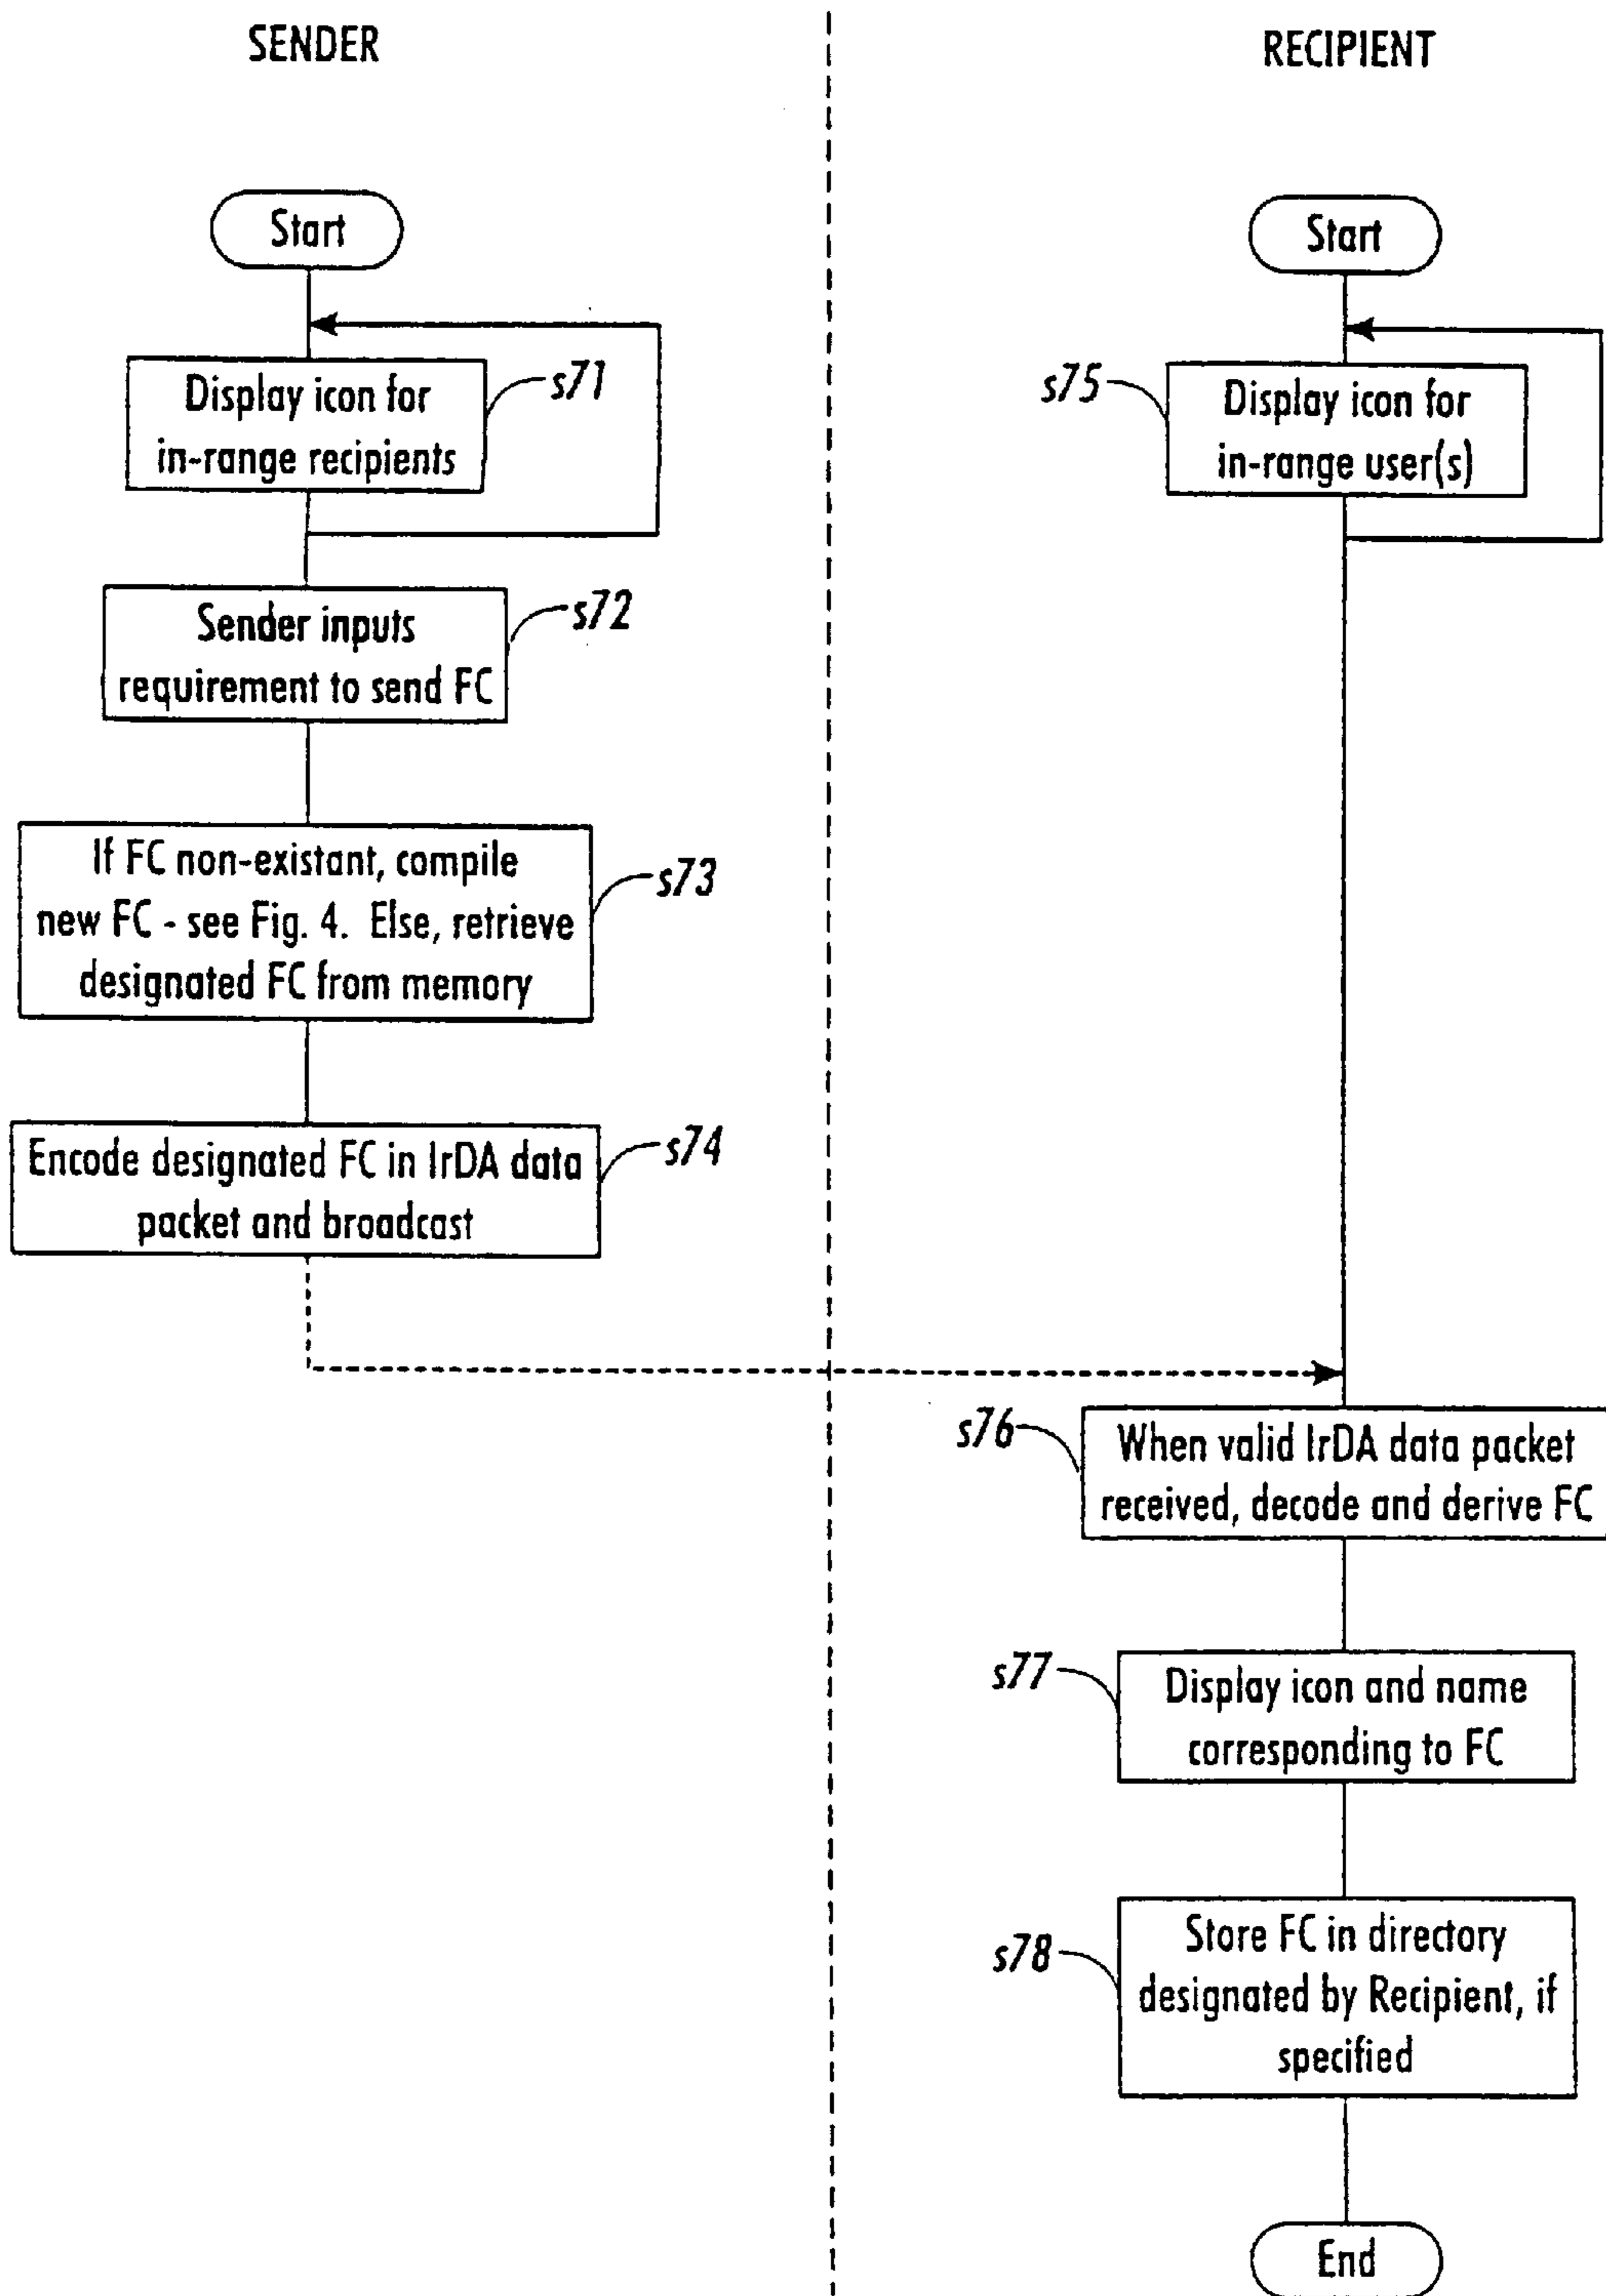 SENDER
Start
Display icon for
in-range recipients
s71
Sender inputs
requirement to send FC
s72
If FC non-existant, compile
new FC - see Fig. 4. Else, retrieve
designated FC from memory
s73
Encode designated FC in IrDA data
packet and broadcast
s74
RECIPIENT
Start
s75
Display icon for
in-range user(s)
s76
When valid IrDA data packet
received, decode and derive FC
s77
Display icon and name
corresponding to FC
s78
Store FC in directory
designated by Recipient, if
specified
End